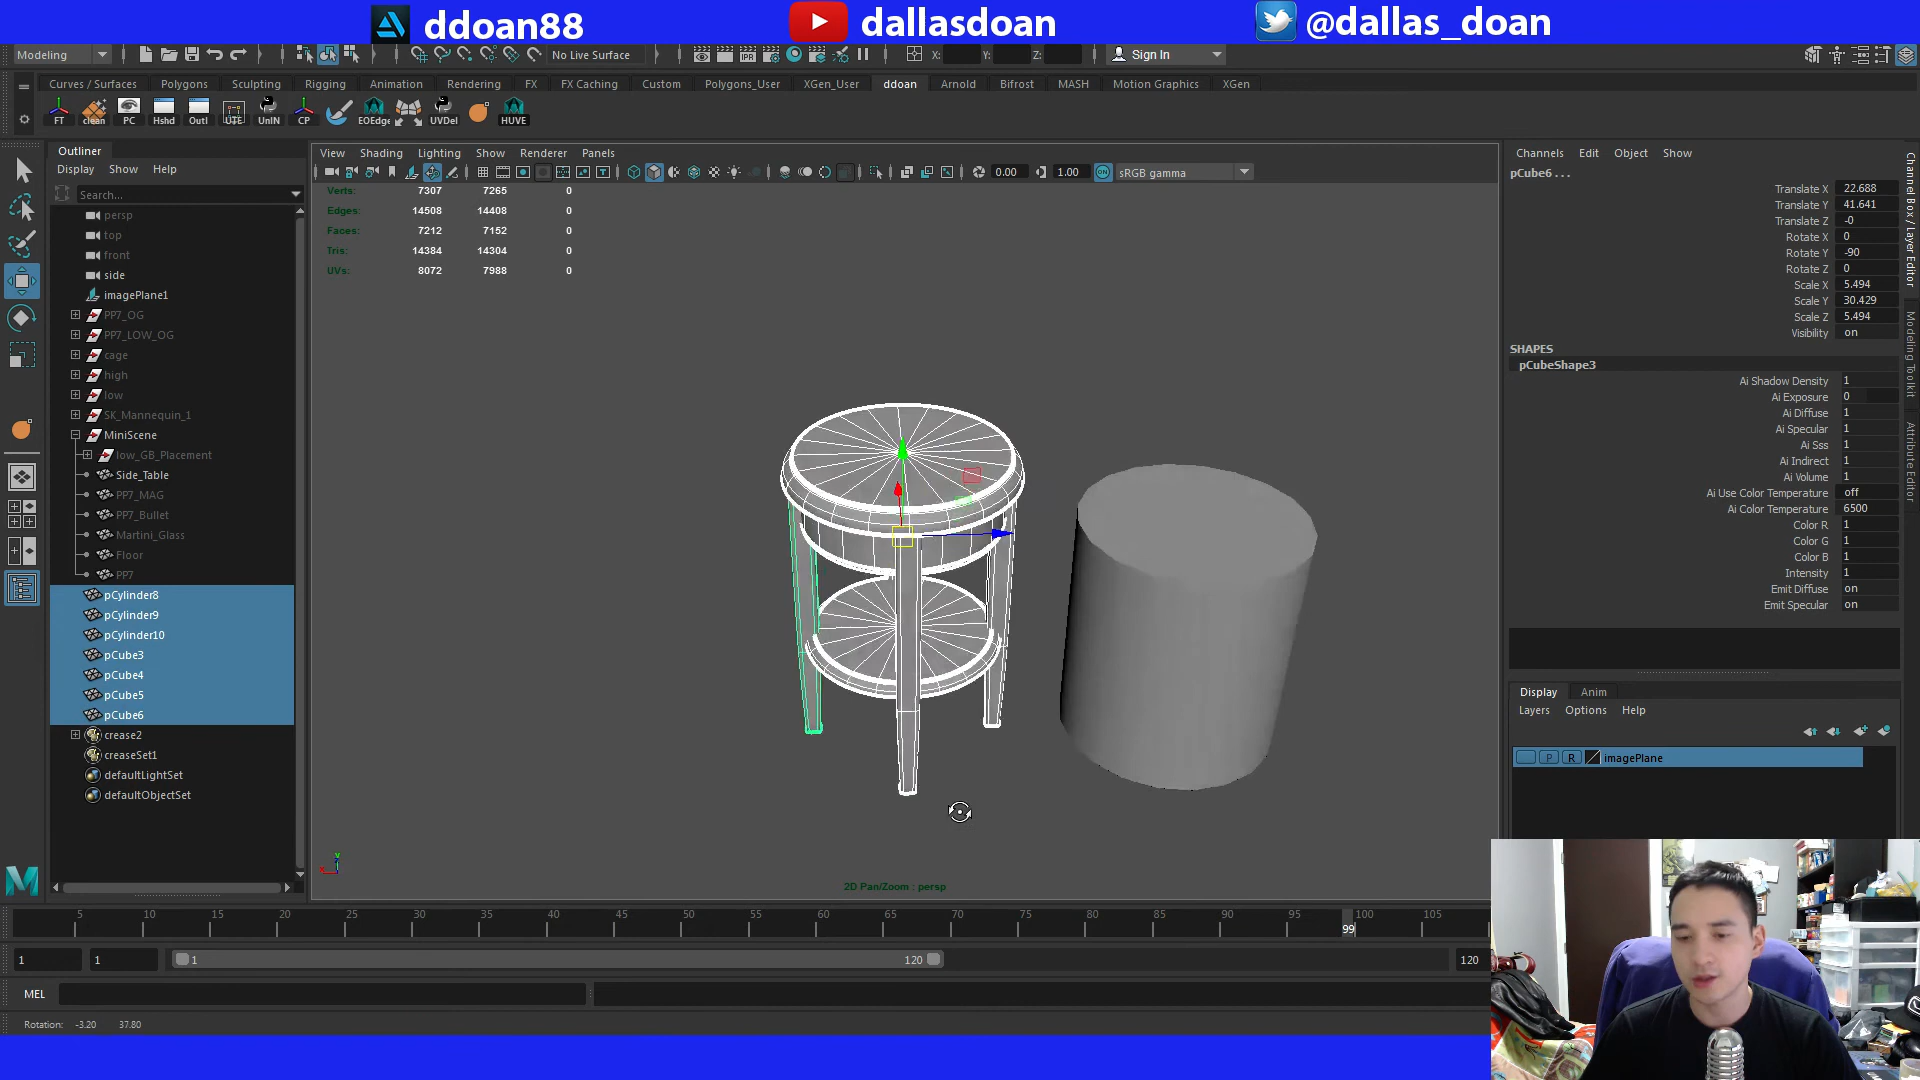 ddoan88
dallasdoan
@dallas_doan
Modeling
No Live Surface
X:
Y:
Z:
Sign In
Curves / Surfaces
Polygons
Sculpting
Rigging
Animation
Rendering
FX
FX Caching
Custom
Polygons_User
XGen_User
ddoan
Arnold
Bifrost
MASH
Motion Graphics
XGen
FT
clean
PC
Hshd
Outl
UTE
UnIN
CP
EOEdge
UVDel
HUVE
Outliner
Display Show Help
Search...
persp
top
front
side
imagePlane1
PP7_OG
PP7_LOW_OG
cage
high
low
SK_Mannequin_1
MiniScene
low_GB_Placement
Side_Table
PP7_MAG
PP7_Bullet
Martini_Glass
Floor
PP7
pCylinder8
pCylinder9
pCylinder10
pCube3
pCube4
pCube5
pCube6
crease2
creaseSet1
defaultLightSet
defaultObjectSet
View Shading Lighting Show Renderer Panels
0.00 1.00 ON sRGB gamma
Verts: 7307 7265 0
Edges: 14508 14408 0
Faces: 7212 7152 0
Tris: 14384 14304 0
UVs: 8072 7988 0
2D Pan/Zoom : persp
Channels Edit Object Show
pCube6 . . .
Translate X 22.688
Translate Y 41.641
Translate Z -0
Rotate X 0
Rotate Y -90
Rotate Z 0
Scale X 5.494
Scale Y 30.429
Scale Z 5.494
Visibility on
SHAPES
pCubeShape3
Ai Shadow Density 1
Ai Exposure 0
Ai Diffuse 1
Ai Specular 1
Ai Sss 1
Ai Indirect 1
Ai Volume 1
Ai Use Color Temperature off
Ai Color Temperature 6500
Color R 1
Color G 1
Color B 1
Intensity 1
Emit Diffuse on
Emit Specular on
Channel Box / Layer Editor
Modeling Toolkit
Attribute Editor
Display Anim
Layers Options Help
P R imagePlane
5 10 15 20 25 30 35 40 45 50 55 60 65 70 75 80 85 90 95 100 105
99
1 1 1 120 120
MEL
Rotation: -3.20 37.80